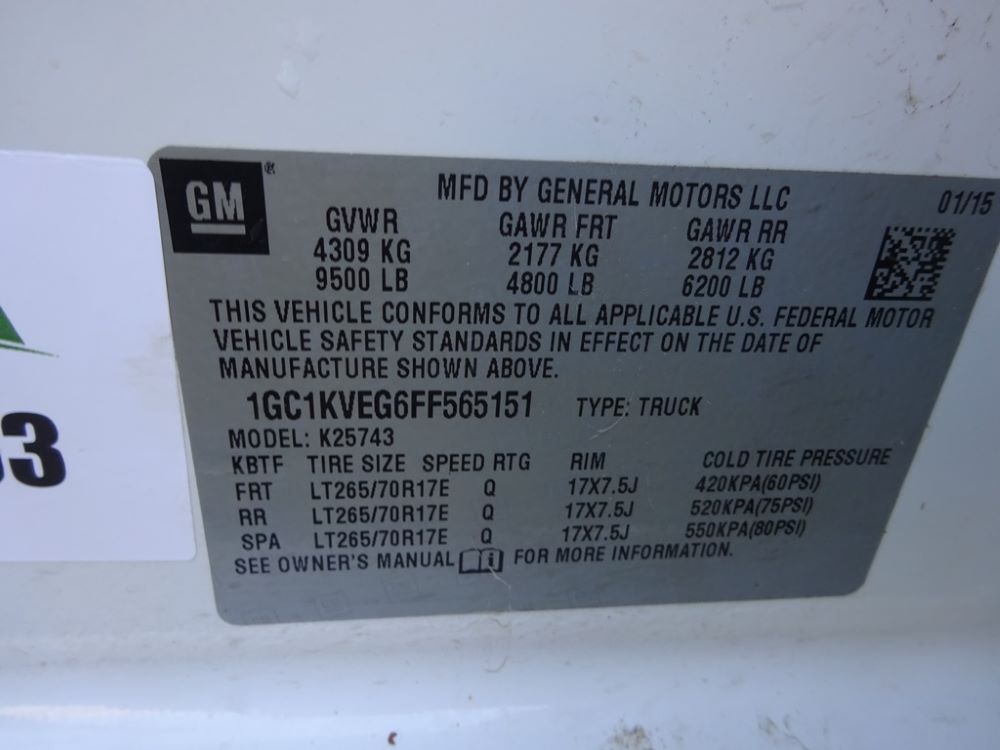 GM®
MFD BY GENERAL MOTORS LLC 01/15
GVWR GAWR FRT GAWR RR
4309 KG 2177 KG 2812 KG
9500 LB 4800 LB 6200 LB
THIS VEHICLE CONFORMS TO ALL APPLICABLE U.S. FEDERAL MOTOR
VEHICLE SAFETY STANDARDS IN EFFECT ON THE DATE OF
MANUFACTURE SHOWN ABOVE.
1GC1KVEG6FF565151 TYPE: TRUCK
MODEL: K25743
KBTF TIRE SIZE SPEED RTG RIM COLD TIRE PRESSURE
FRT LT265/70R17E Q 17X7.5J 420KPA(60PSI)
RR LT265/70R17E Q 17X7.5J 520KPA(75PSI)
SPA LT265/70R17E Q 17X7.5J 550KPA(80PSI)
SEE OWNER'S MANUAL i FOR MORE INFORMATION.
3